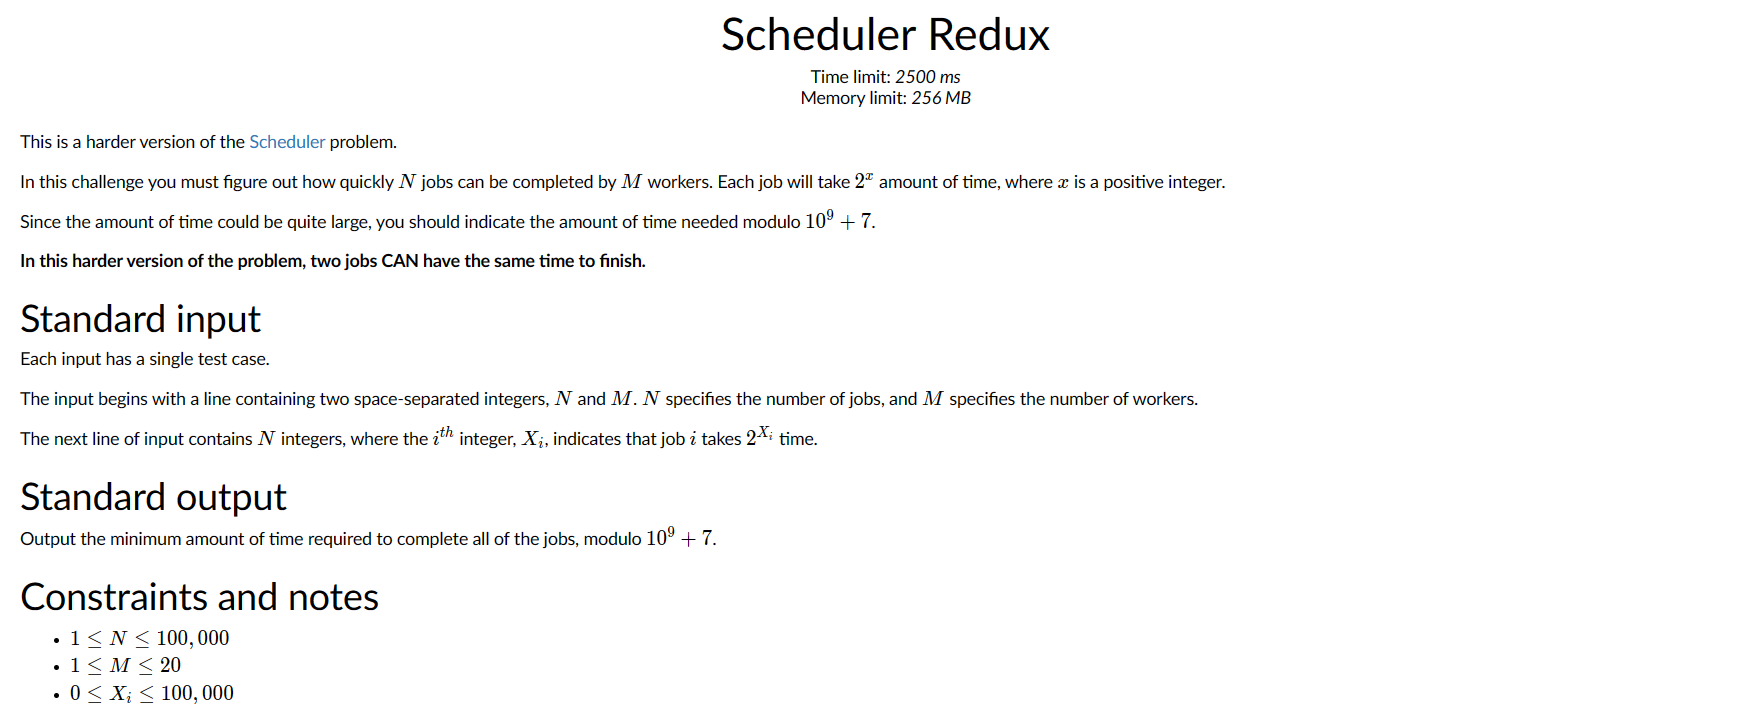 Scheduler Redux
Time limit: 2500 ms
Memory limit: 256 MB
This is a harder version of the Scheduler problem.
In this challenge you must figure out how quickly N jobs can be completed by M workers. Each job will take 2^x amount of time, where x is a positive integer.
Since the amount of time could be quite large, you should indicate the amount of time needed modulo 10^9 + 7.
In this harder version of the problem, two jobs CAN have the same time to finish.
Standard input
Each input has a single test case.
The input begins with a line containing two space-separated integers, N and M. N specifies the number of jobs, and M specifies the number of workers.
The next line of input contains N integers, where the i^th integer, X_i, indicates that job i takes 2^X_i time.
Standard output
Output the minimum amount of time required to complete all of the jobs, modulo 10^9 + 7.
Constraints and notes
• 1 ≤ N ≤ 100,000
• 1 ≤ M ≤ 20
• 0 ≤ X_i ≤ 100,000